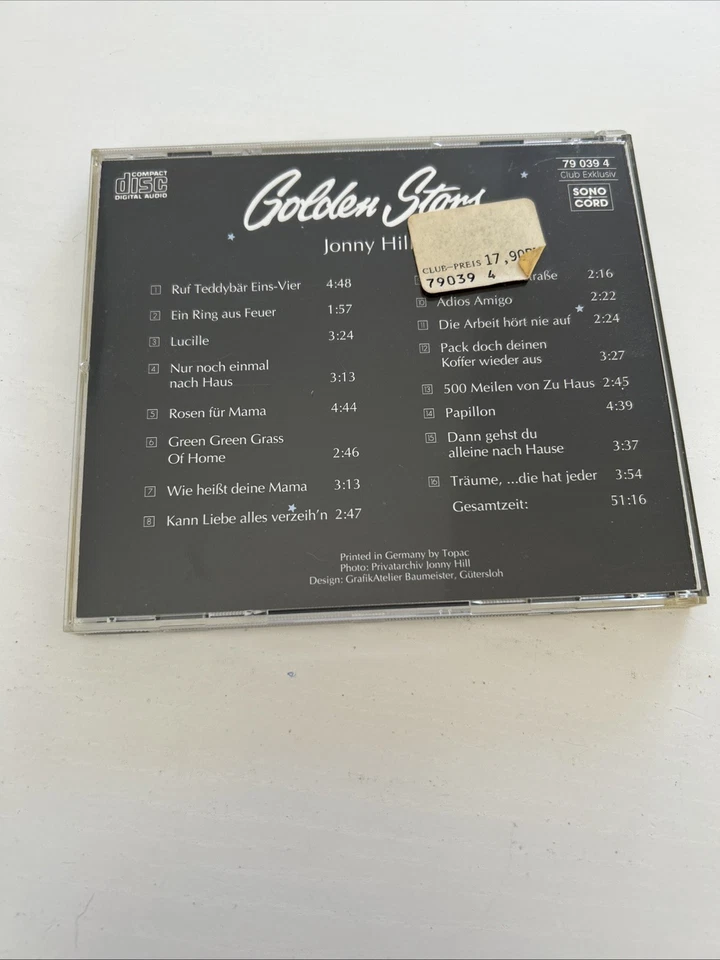 COMPACT
disc
DIGITAL AUDIO
Golden Stars
Jonny Hill
79 039 4
Club Exklusiv
SONO
CORD
CLUB-PREIS 17,90
79039 4
1 Ruf Teddybär Eins-Vier 4:48
2 Ein Ring aus Feuer 1:57
3 Lucille 3:24
4 Nur noch einmal
nach Haus 3:13
5 Rosen für Mama 4:44
6 Green Green Grass
Of Home 2:46
7 Wie heißt deine Mama 3:13
8 Kann Liebe alles verzeih'n 2:47
raße 2:16
10 Adios Amigo 2:22
11 Die Arbeit hört nie auf 2:24
12 Pack doch deinen
Koffer wieder aus 3:27
13 500 Meilen von Zu Haus 2:45
14 Papillon 4:39
15 Dann gehst du
alleine nach Hause 3:37
16 Träume, ...die hat jeder 3:54
Gesamtzeit: 51:16
Printed in Germany by Topac
Photo: Privatarchiv Jonny Hill
Design: GrafikAtelier Baumeister, Gütersloh